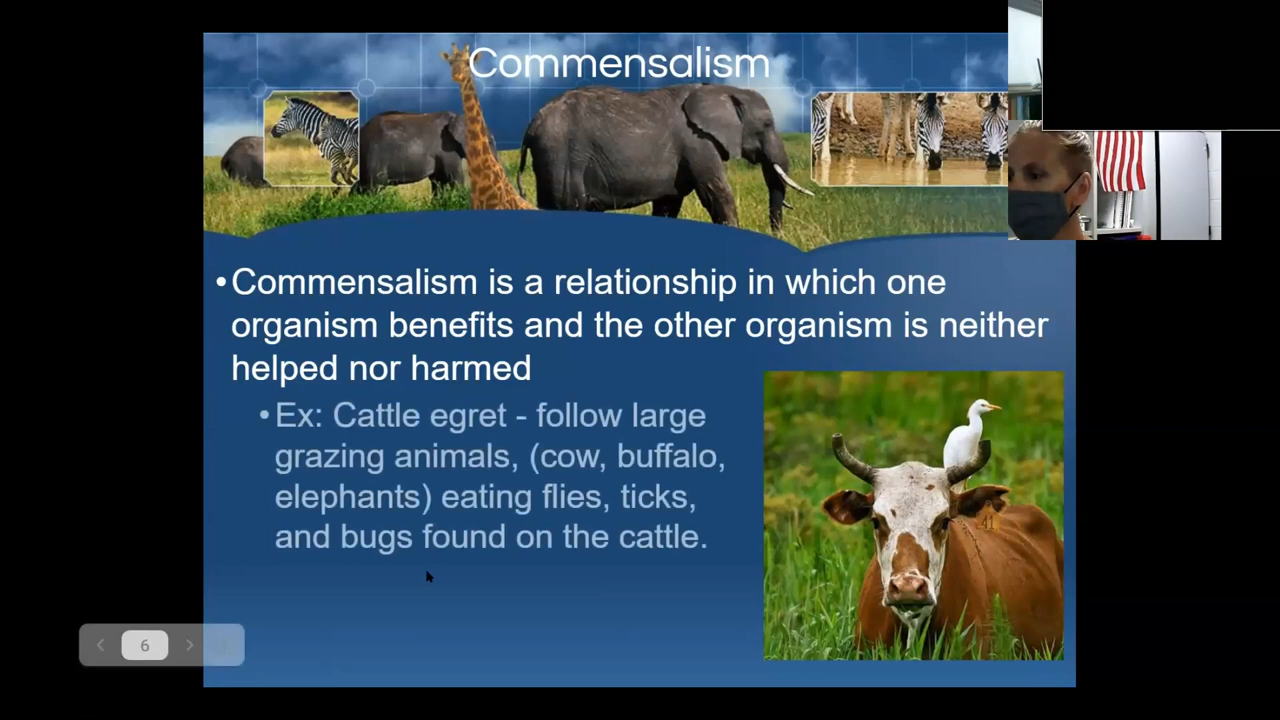 Commensalism
•Commensalism is a relationship in which one
organism benefits and the other organism is neither
helped nor harmed
•Ex: Cattle egret - follow large
grazing animals, (cow, buffalo,
elephants) eating flies, ticks,
and bugs found on the cattle.
41
6